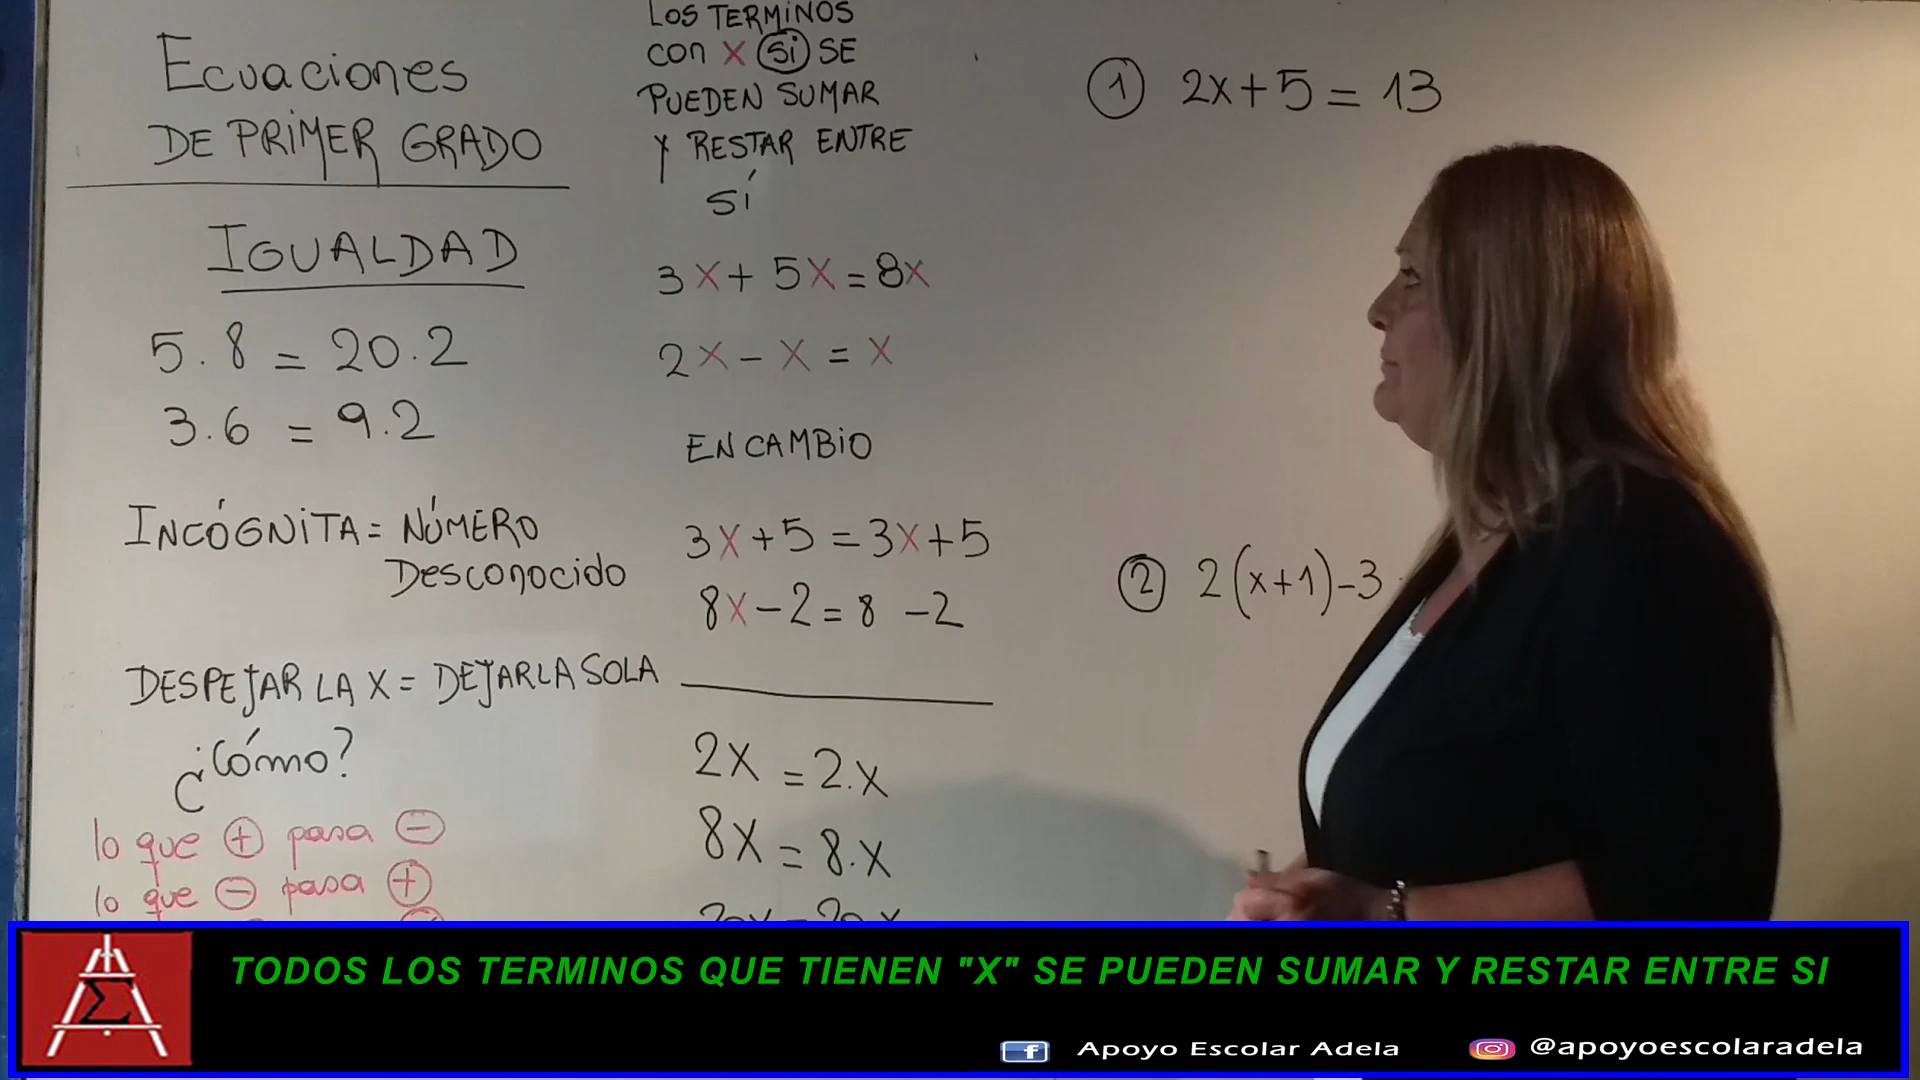 Ecuaciones
DE PRIMER GRADO
IGUALDAD
5.8 = 20.2
3.6 = 9.2
INCÓGNITA = NÚMERO
Desconocido
DESPEJAR LA X = DEJARLA SOLA
¿Cómo?
lo que + pasa -
lo que - pasa +
LOS TERMINOS
con x SI SE
PUEDEN SUMAR
Y RESTAR ENTRE
SÍ
3x + 5x = 8x
2x - x = x
EN CAMBIO
3x + 5 = 3x + 5
8x - 2 = 8 - 2
2x = 2.x
8x = 8.x
1 2x + 5 = 13
2 2(x+1)-3
TODOS LOS TERMINOS QUE TIENEN "X" SE PUEDEN SUMAR Y RESTAR ENTRE SI
Apoyo Escolar Adela
@apoyoescolaradela